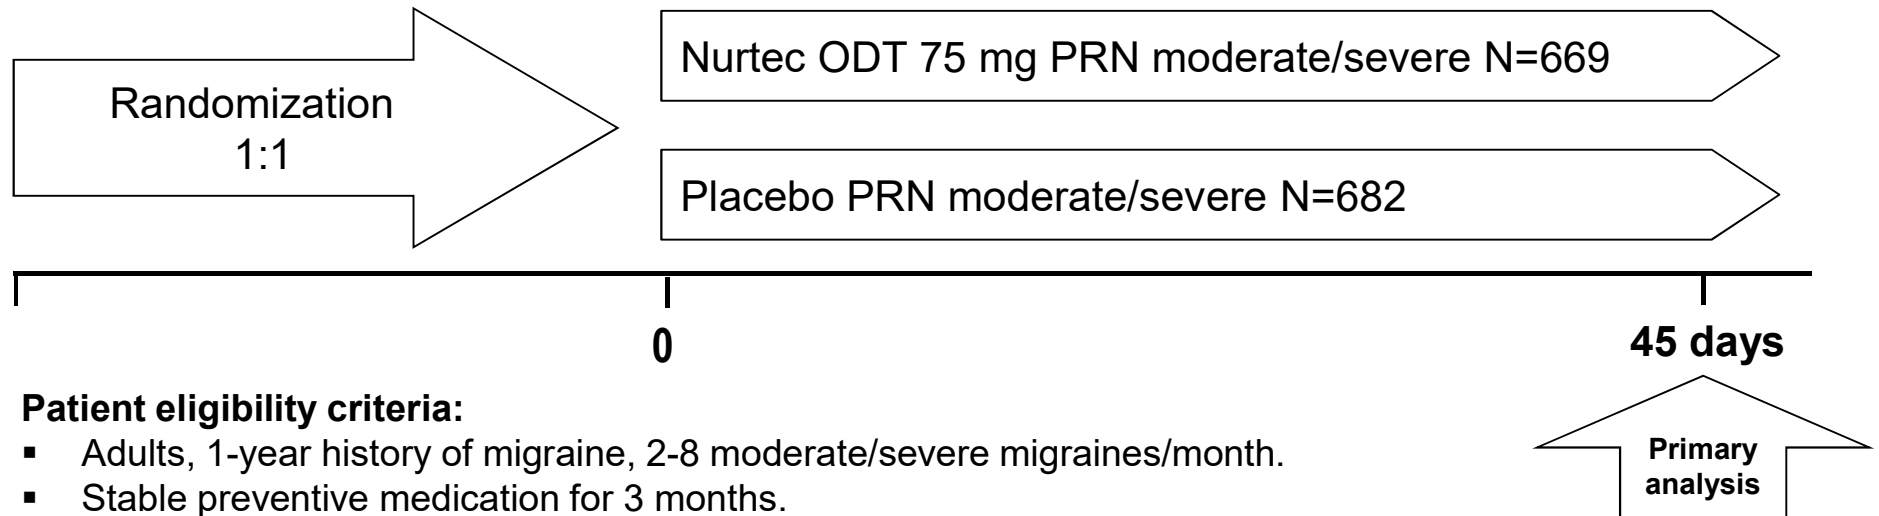 Randomization
1:1
Nurtec ODT 75 mg PRN moderate/severe N=669
Placebo PRN moderate/severe N=682
0
45 days
Patient eligibility criteria:
▪ Adults, 1-year history of migraine, 2-8 moderate/severe migraines/month.
▪ Stable preventive medication for 3 months.
Primary
analysis